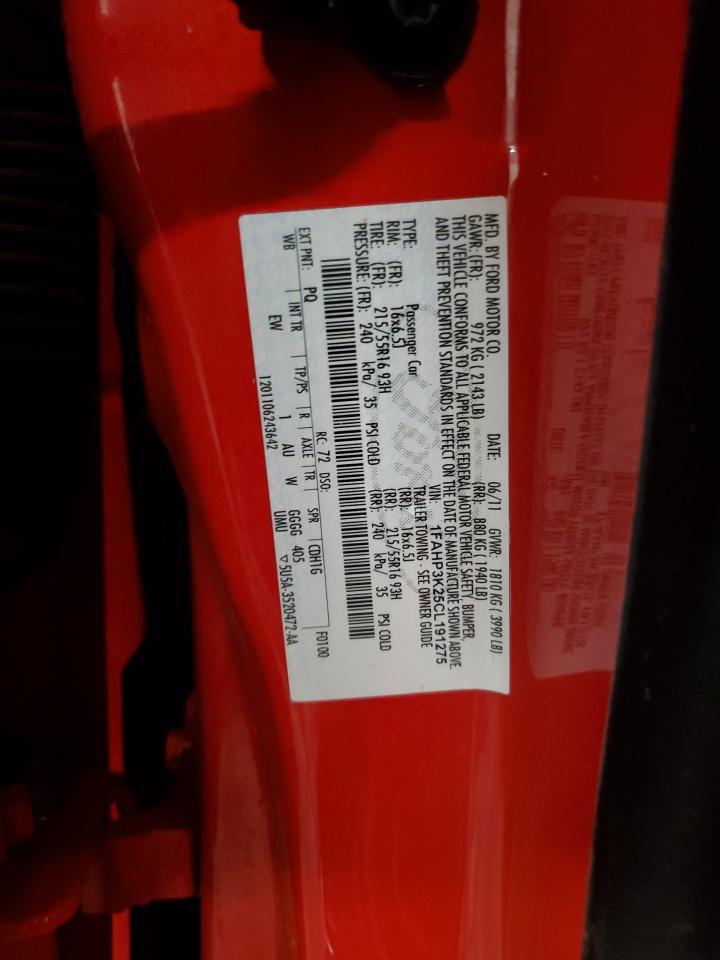 MFD. BY FORD MOTOR CO.
DATE: 06/11 GVWR: 1810 KG ( 3990 LB)
GAWR: (FR): 972 KG ( 2143 LB) (RR): 880 KG ( 1940 LB)
THIS VEHICLE CONFORMS TO ALL APPLICABLE FEDERAL MOTOR VEHICLE SAFETY, BUMPER,
AND THEFT PREVENTION STANDARDS IN EFFECT ON THE DATE OF MANUFACTURE SHOWN ABOVE.
VIN: 1FAHP3K25CL191275
TYPE: Passenger Car TRAILER TOWING - SEE OWNER GUIDE
RIM: (FR): 16x6.5J (RR): 16x6.5J
TIRE: (FR): 215/55R16 93H (RR): 215/55R16 93H
PRESSURE: (FR): 240 kPa/ 35 PSI COLD (RR): 240 kPa/ 35 PSI COLD
F0100
RC: 72 DSO:
EXT PNT: PQ INT TR TP/PS R AXLE TR SPR CDH1G
WB EW 1 AU W GGGG 4D5
UMU ▽5U5A-3520472-AA
1201106243642